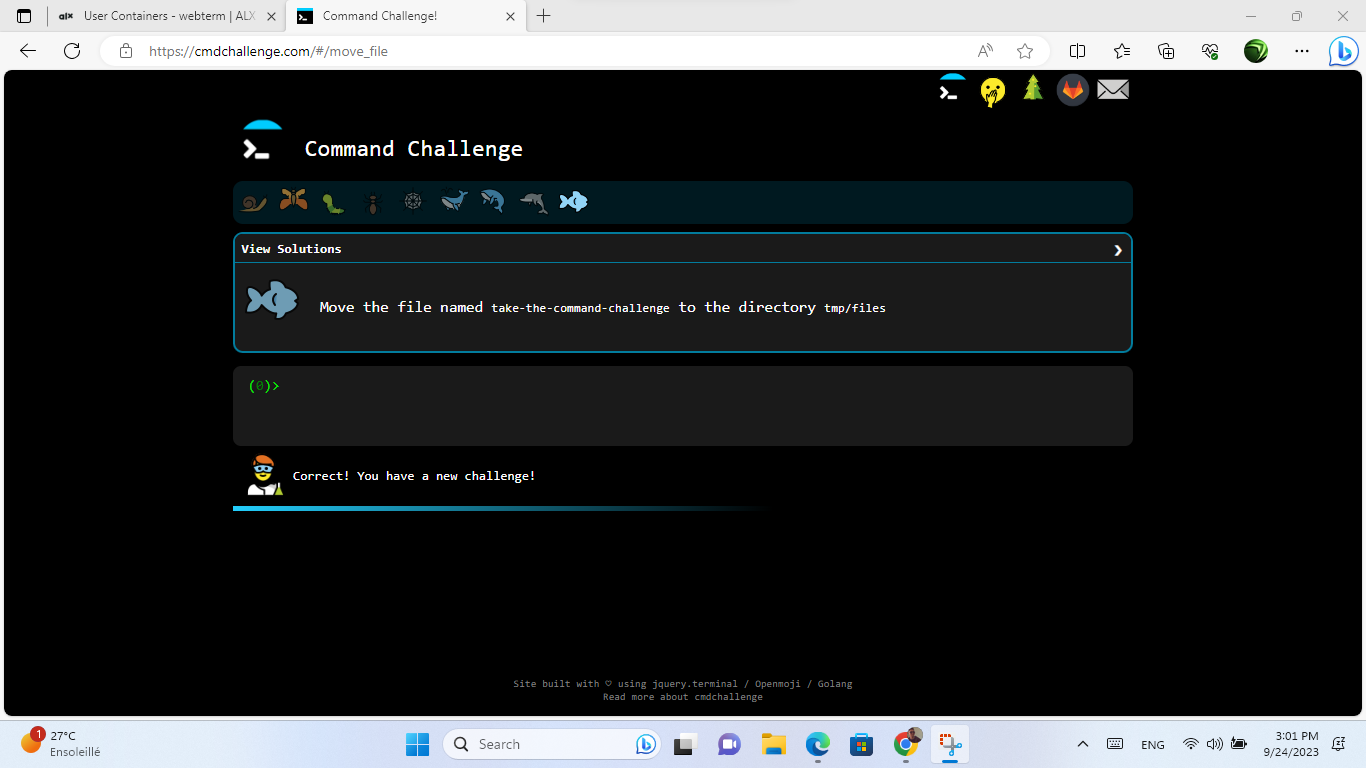 User Containers - webterm | ALX
Command Challenge!
https://cmdchallenge.com/#/move_file
Command Challenge
View Solutions
Move the file named take-the-command-challenge to the directory tmp/files
(0)>
Correct! You have a new challenge!
Site built with ♡ using jquery.terminal / Openmoji / Golang
Read more about cmdchallenge
1
27°C
Ensoleillé
Search
ENG
3:01 PM
9/24/2023